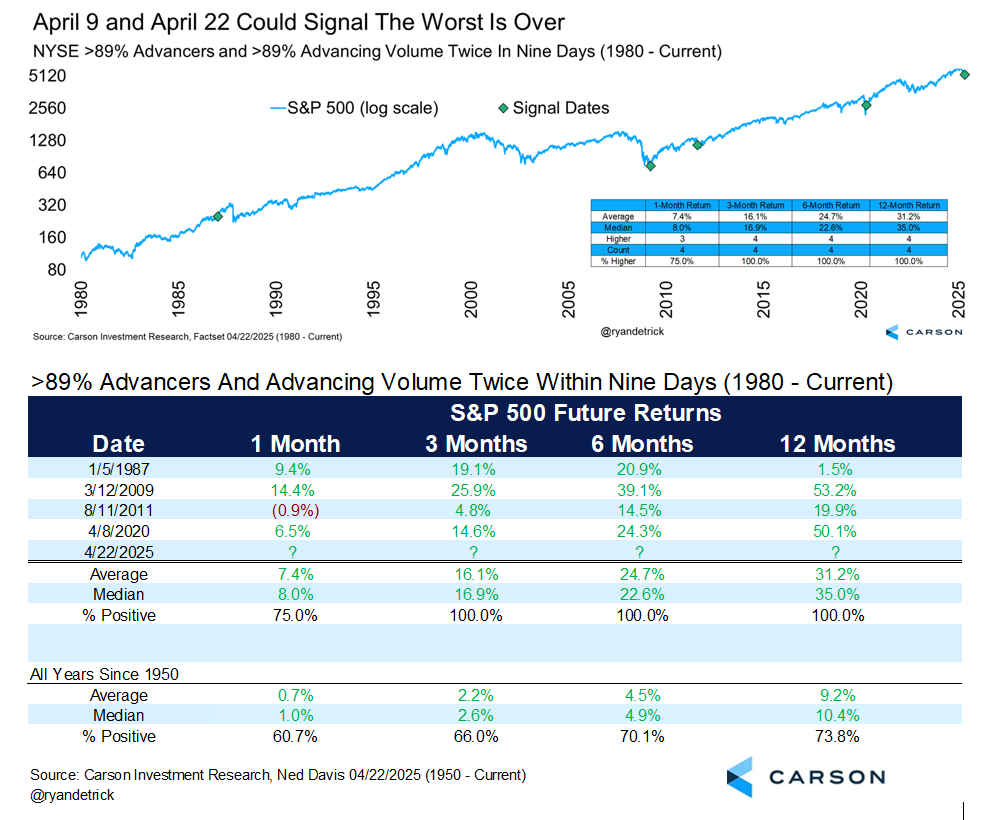 April 9 and April 22 Could Signal The Worst Is Over
NYSE >89% Advancers and >89% Advancing Volume Twice In Nine Days (1980 - Current)
5120
2560
1280
640
320
160
80
S&P 500 (log scale) Signal Dates
1-Month Return 3-Month Return 6-Month Return 12-Month Return
Average 7.4% 16.1% 24.7% 31.2%
Median 8.0% 16.9% 22.6% 35.0%
Higher 3 4 4 4
Count 4 4 4 4
% Higher 75.0% 100.0% 100.0% 100.0%
1980 1985 1990 1995 2000 2005 2010 2015 2020 2025
Source: Carson Investment Research, Factset 04/22/2025 (1980 - Current)
@ryandetrick
CARSON
>89% Advancers And Advancing Volume Twice Within Nine Days (1980 - Current)
S&P 500 Future Returns
Date 1 Month 3 Months 6 Months 12 Months
1/5/1987 9.4% 19.1% 20.9% 1.5%
3/12/2009 14.4% 25.9% 39.1% 53.2%
8/11/2011 (0.9%) 4.8% 14.5% 19.9%
4/8/2020 6.5% 14.6% 24.3% 50.1%
4/22/2025 ? ? ? ?
Average 7.4% 16.1% 24.7% 31.2%
Median 8.0% 16.9% 22.6% 35.0%
% Positive 75.0% 100.0% 100.0% 100.0%
All Years Since 1950
Average 0.7% 2.2% 4.5% 9.2%
Median 1.0% 2.6% 4.9% 10.4%
% Positive 60.7% 66.0% 70.1% 73.8%
Source: Carson Investment Research, Ned Davis 04/22/2025 (1950 - Current)
@ryandetrick
CARSON